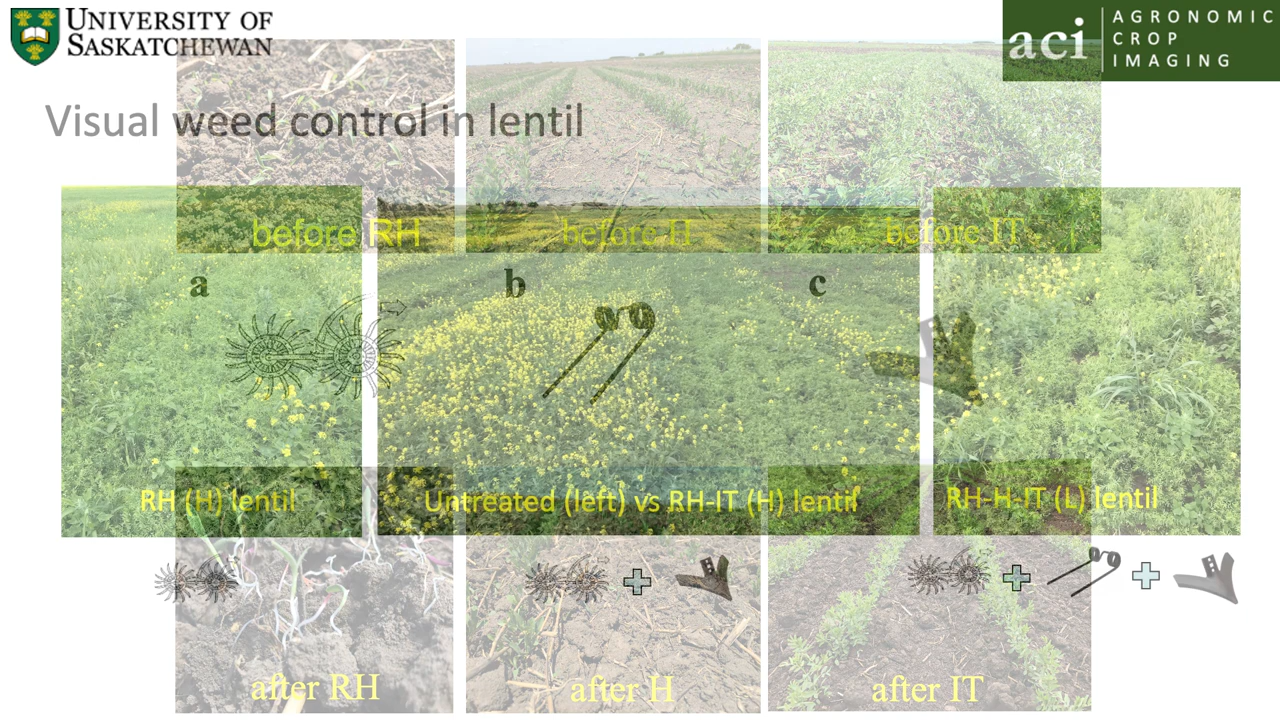 UNIVERSITY OF
SASKATCHEWAN
aci
AGRONOMIC
CROP
IMAGING
Visual weed control in lentil
before RH
before H
before IT
a
b
c
RH (H) lentil
Untreated (left) vs RH-IT (H) lentil
RH-H-IT (L) lentil
after RH
after H
after IT